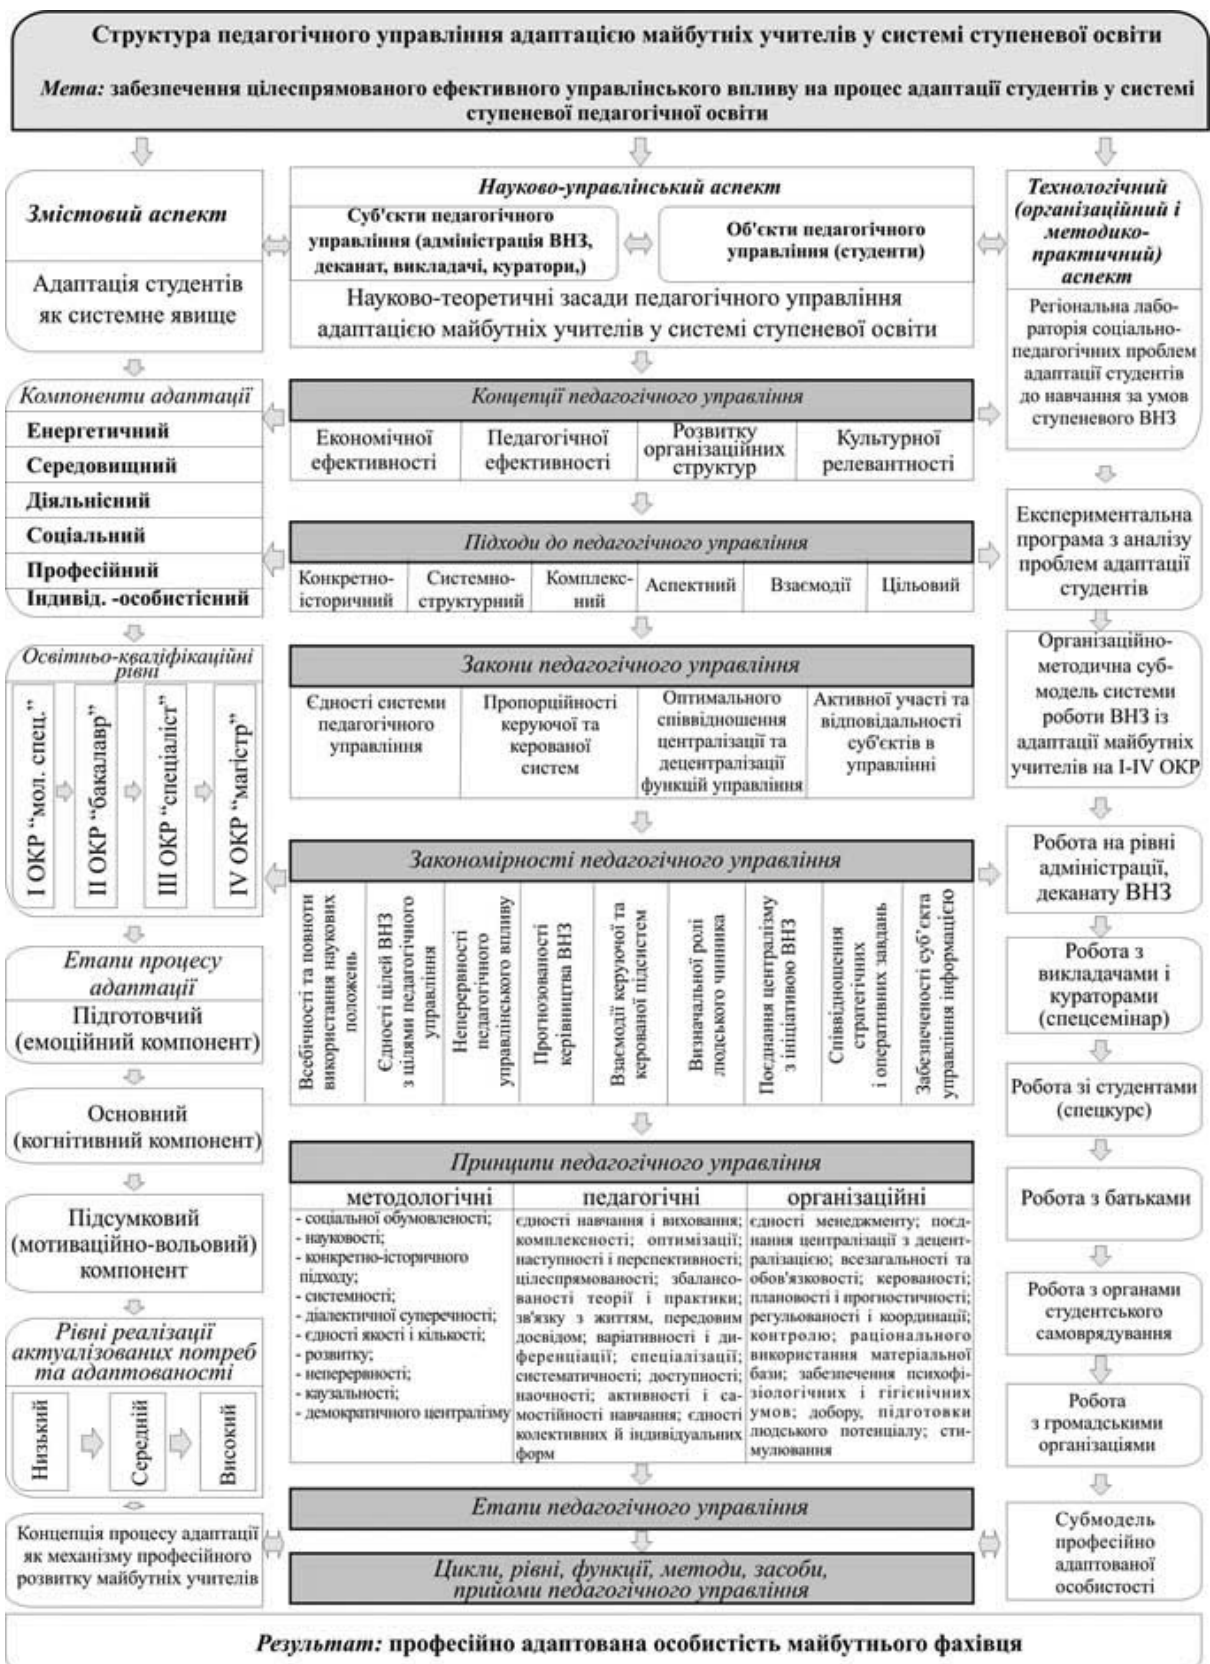 Структура педагогічного управління адаптацією майбутніх учителів у системі ступеневої освіти
Мета: забезпечення цілеспрямованого ефективного управлінського впливу на процес адаптації студентів у системі
ступеневої педагогічної освіти
Змістовий аспект
Адаптація студентів
як системне явище
Компоненти адаптації
Енергетичний
Середовищний
Діяльнісний
Соціальний
Професійний
Індивід. -особистісний
Освітньо-кваліфікаційні
рівні
І ОКР “мол. спец.”
ІІ ОКР “бакалавр”
ІІІ ОКР “спеціаліст”
IV ОКР “магістр”
Етапи процесу
адаптації
Підготовчий
(емоційний компонент)
Основний
(когнітивний компонент)
Підсумковий
(мотиваційно-вольовий)
компонент
Рівні реалізації
актуалізованих потреб
та адаптованості
Низький
Середній
Високий
Концепція процесу адаптації
як механізму професійного
розвитку майбутніх учителів
Науково-управлінський аспект
Суб'єкти педагогічного
управління (адміністрація ВНЗ,
деканат, викладачі, куратори,)
Об'єкти педагогічного
управління (студенти)
Науково-теоретичні засади педагогічного управління
адаптацією майбутніх учителів у системі ступеневої освіти
Концепції педагогічного управління
Економічної
ефективності
Педагогічної
ефективності
Розвитку
організаційних
структур
Культурної
релевантності
Підходи до педагогічного управління
Конкретно-
історичний
Системно-
структурний
Комплекс-
ний
Аспектний
Взаємодії
Цільовий
Закони педагогічного управління
Єдності системи
педагогічного
управління
Пропорційності
керуючої та
керованої
систем
Оптимального
співвідношення
централізації та
децентралізації
функцій управління
Активної участі та
відповідальності
суб'єктів в
управлінні
Закономірності педагогічного управління
Всебічності та повноти
використання наукових
положень
Єдності цілей ВНЗ
з цілями педагогічного
управління
Неперервності
педагогічного
управлінського впливу
Прогнозованості
керівництва ВНЗ
Взаємодії керуючої та
керованої підсистем
Визначальної ролі
людського чинника
Поєднання централізму
з ініціативою ВНЗ
Співвідношення
стратегічних
і оперативних завдань
Забезпеченості суб’єкта
управління інформацією
Принципи педагогічного управління
методологічні
- соціальної обумовленості;
- науковості;
- конкретно-історичного
підходу;
- системності;
- діалектичної суперечності;
- єдності якості і кількості;
- розвитку;
- неперервності;
- каузальності;
- демократичного централізму
педагогічні
єдності навчання і виховання;
комплексності; оптимізації;
наступності і перспективності;
цілеспрямованості; збалансо-
ваності теорії і практики;
зв'язку з життям, передовим
досвідом; варіативності і ди-
ференціації; спеціалізації;
систематичності; доступності;
наочності; активності і са-
мостійності навчання; єдності
колективних й індивідуальних
форм
організаційні
єдності менеджменту; поєд-
нання централізації з децент-
ралізацією; всезагальності та
обов'язковості; керованості;
плановості і прогностичності;
регульованості і координації;
контролю; раціонального
використання матеріальної
бази; забезпечення психофі-
зіологічних і гігієнічних
умов; добору, підготовки
людського потенціалу; сти-
мулювання
Етапи педагогічного управління
Цикли, рівні, функції, методи, засоби,
прийоми педагогічного управління
Технологічний
(організаційний і
методико-
практичний)
аспект
Регіональна лабо-
раторія соціально-
педагогічних проблем
адаптації студентів
до навчання за умов
ступеневого ВНЗ
Експериментальна
програма з аналізу
проблем адаптації
студентів
Організаційно-
методична суб-
модель системи
роботи ВНЗ із
адаптації майбутніх
учителів на І-IV ОКР
Робота на рівні
адміністрації,
деканату ВНЗ
Робота з
викладачами і
кураторами
(спецсемінар)
Робота зі студентами
(спецкурс)
Робота з батьками
Робота з органами
студентського
самоврядування
Робота
з громадськими
організаціями
Субмодель
професійно
адаптованої
особистості
Результат: професійно адаптована особистість майбутнього фахівця